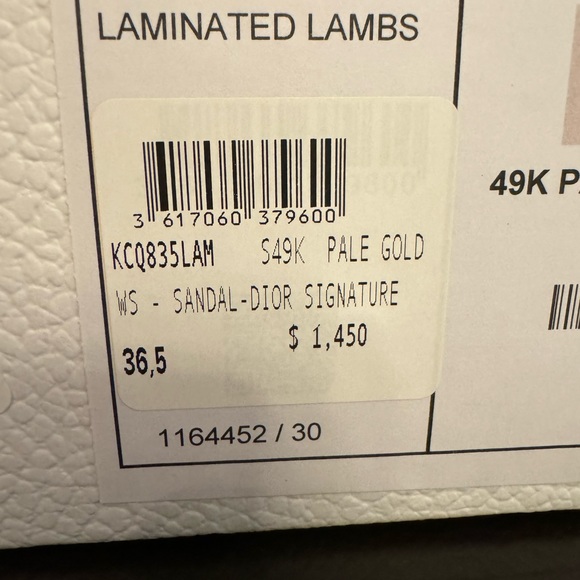 LAMINATED LAMBS
3 617060 379600
KCQ835LAM S49K PALE GOLD
WS - SANDAL-DIOR SIGNATURE
$ 1,450
36,5
1164452 / 30
49K P